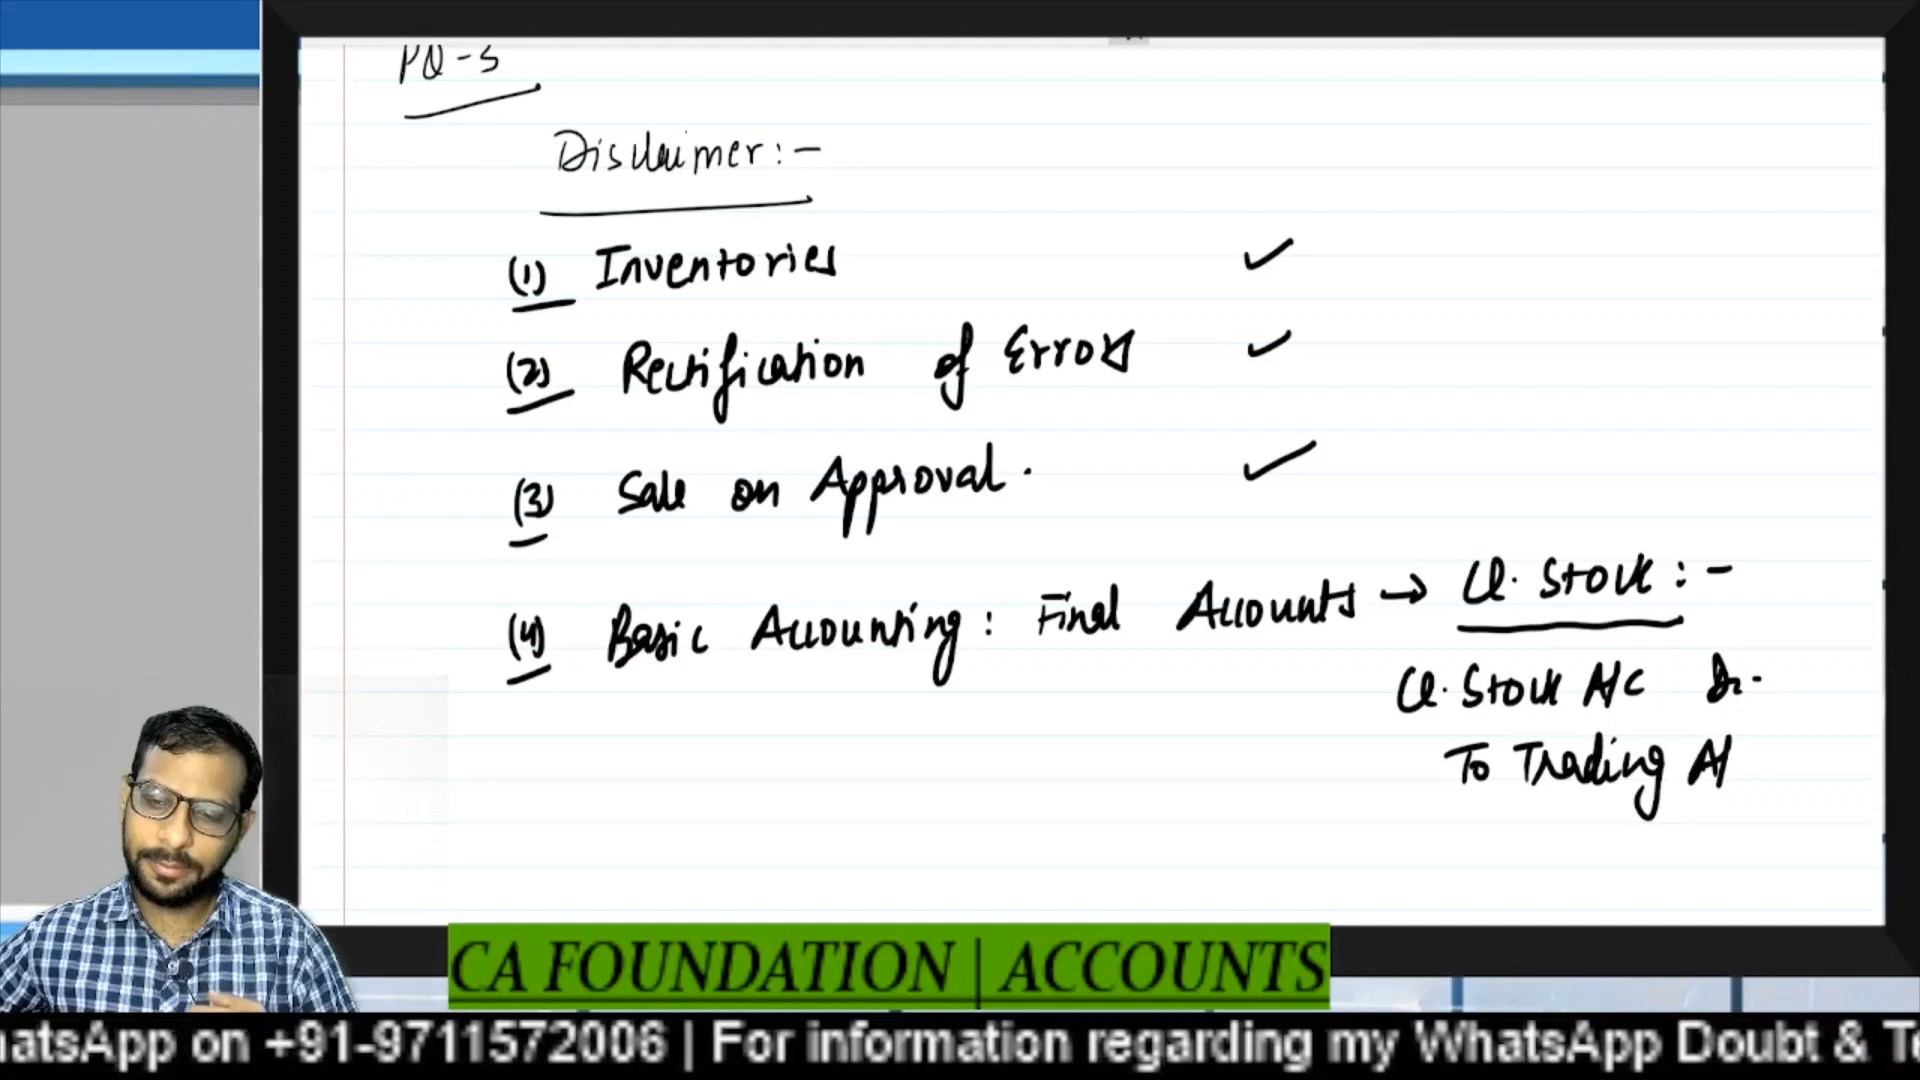 PQ-5
Disclaimer:-
(1) Inventories
(2) Rectification of Errors
(3) Sale on Approval.
(4) Basic Accounting: Final Accounts → Cl. Stock:-
Cl. Stock A/C Dr.
To Trading A/
CA FOUNDATION | ACCOUNTS
hatsApp on +91-9711572006 | For information regarding my WhatsApp Doubt & Te